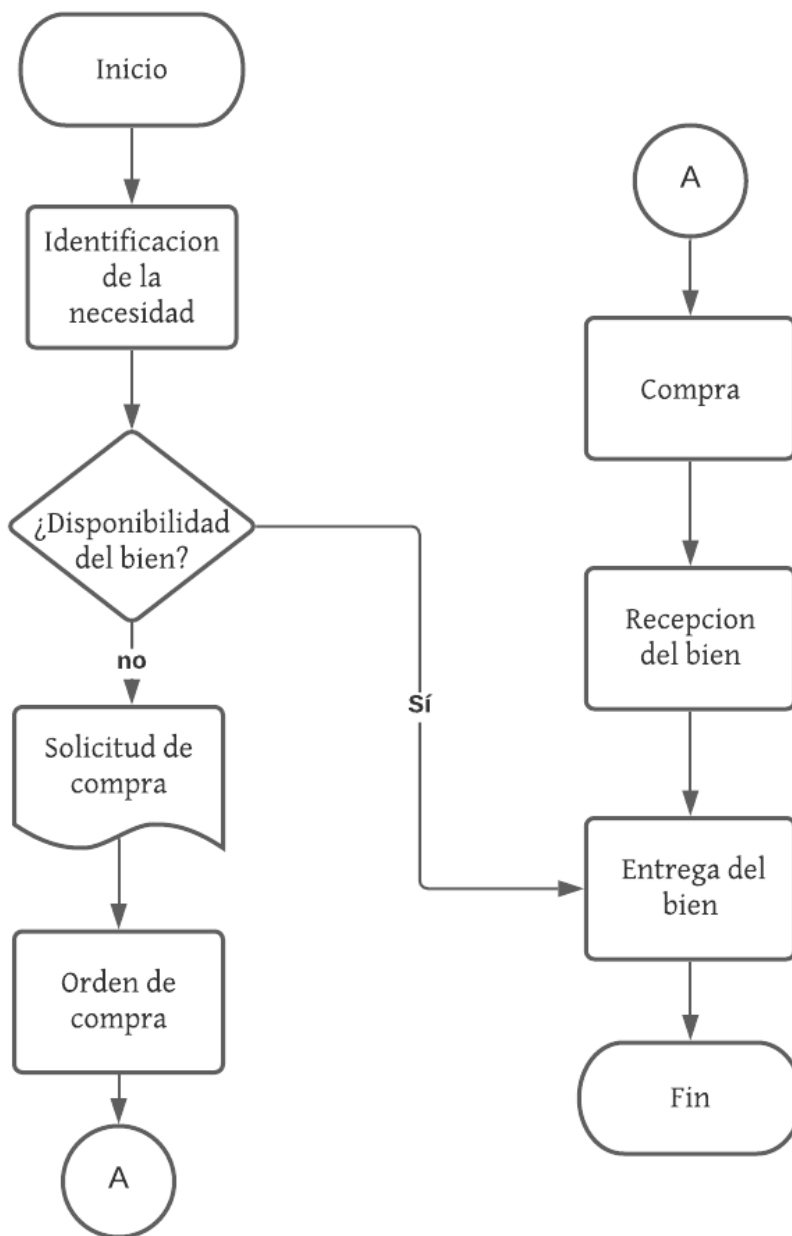 Inicio
Identificacion
de la
necesidad
¿Disponibilidad
del bien?
no
Solicitud de
compra
Orden de
compra
A
Sí
A
Compra
Recepcion
del bien
Entrega del
bien
Fin